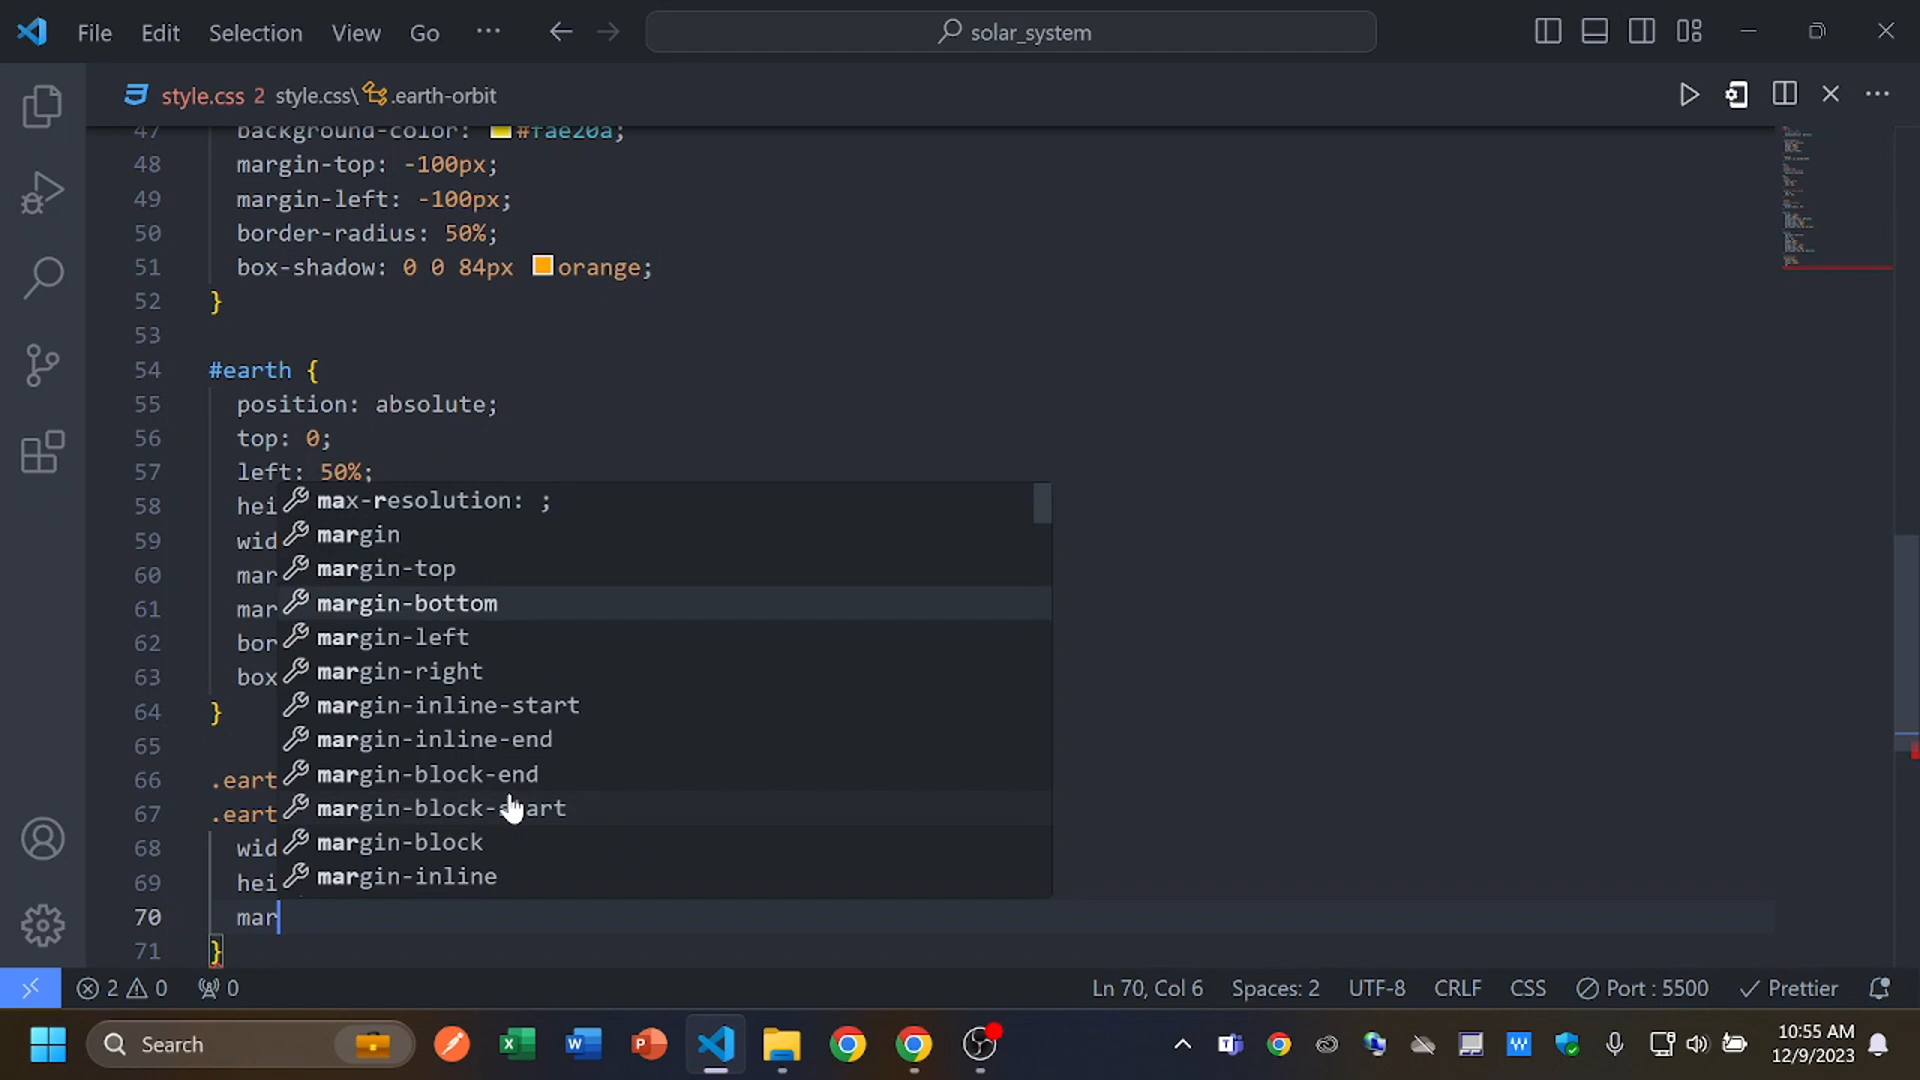 File Edit Selection View Go ··· solar_system
style.css 2 style.css\ .earth-orbit
47 background-color: #fae20a;
48 margin-top: -100px;
49 margin-left: -100px;
50 border-radius: 50%;
51 box-shadow: 0 0 84px orange;
52 }
53
54 #earth {
55 position: absolute;
56 top: 0;
57 left: 50%;
58 hei
max-resolution: ;
59 wid
margin
60 mar
margin-top
61 mar
margin-bottom
62 bor
margin-left
63 box
margin-right
64 }
margin-inline-start
65
margin-inline-end
66 .eart
margin-block-end
67 .eart
margin-block-start
68 wid
margin-block
69 hei
margin-inline
70 mar
71 }
2 0 0 Ln 70, Col 6 Spaces: 2 UTF-8 CRLF CSS Port : 5500 Prettier
Search 10:55 AM
12/9/2023